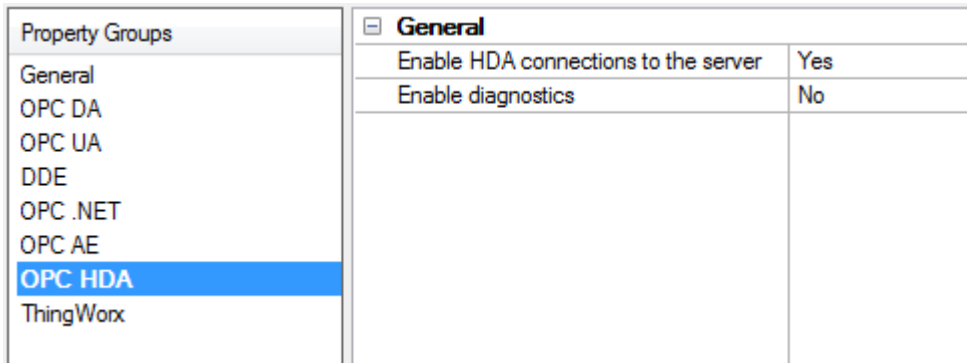 Property Groups
General
OPC DA
OPC UA
DDE
OPC .NET
OPC AE
OPC HDA
ThingWorx
General
Enable HDA connections to the server Yes
Enable diagnostics No